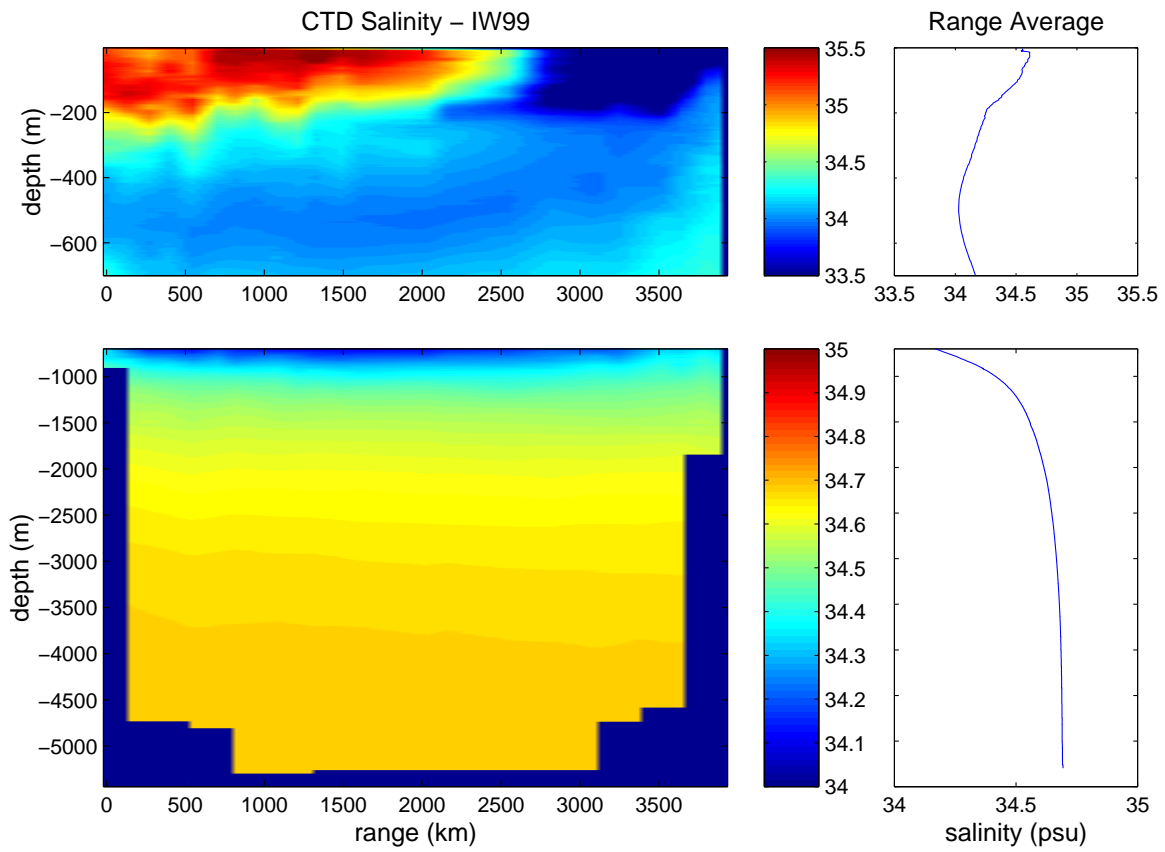 CTD Salinity – IW99
Range Average
depth (m)
−200
−400
−600
0 500 1000 1500 2000 2500 3000 3500
35.5
35
34.5
34
33.5
33.5 34 34.5 35 35.5
depth (m)
−1000
−1500
−2000
−2500
−3000
−3500
−4000
−4500
−5000
0 500 1000 1500 2000 2500 3000 3500
range (km)
35
34.9
34.8
34.7
34.6
34.5
34.4
34.3
34.2
34.1
34
34 34.5 35
salinity (psu)